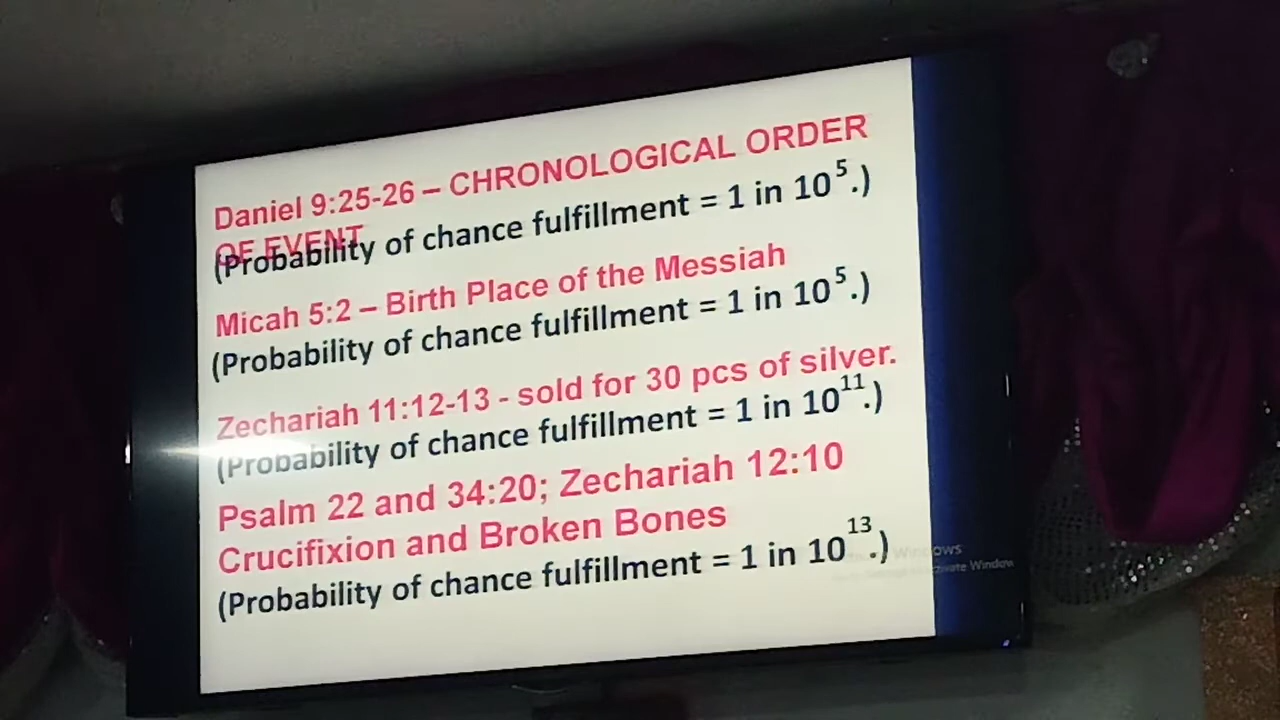 Daniel 9:25-26 – CHRONOLOGICAL ORDER
OF EVENT
(Probability of chance fulfillment = 1 in 10⁵.)
Micah 5:2 – Birth Place of the Messiah
(Probability of chance fulfillment = 1 in 10⁵.)
Zechariah 11:12-13 - sold for 30 pcs of silver.
(Probability of chance fulfillment = 1 in 10¹¹.)
Psalm 22 and 34:20; Zechariah 12:10
Crucifixion and Broken Bones
(Probability of chance fulfillment = 1 in 10¹³.)
Windows